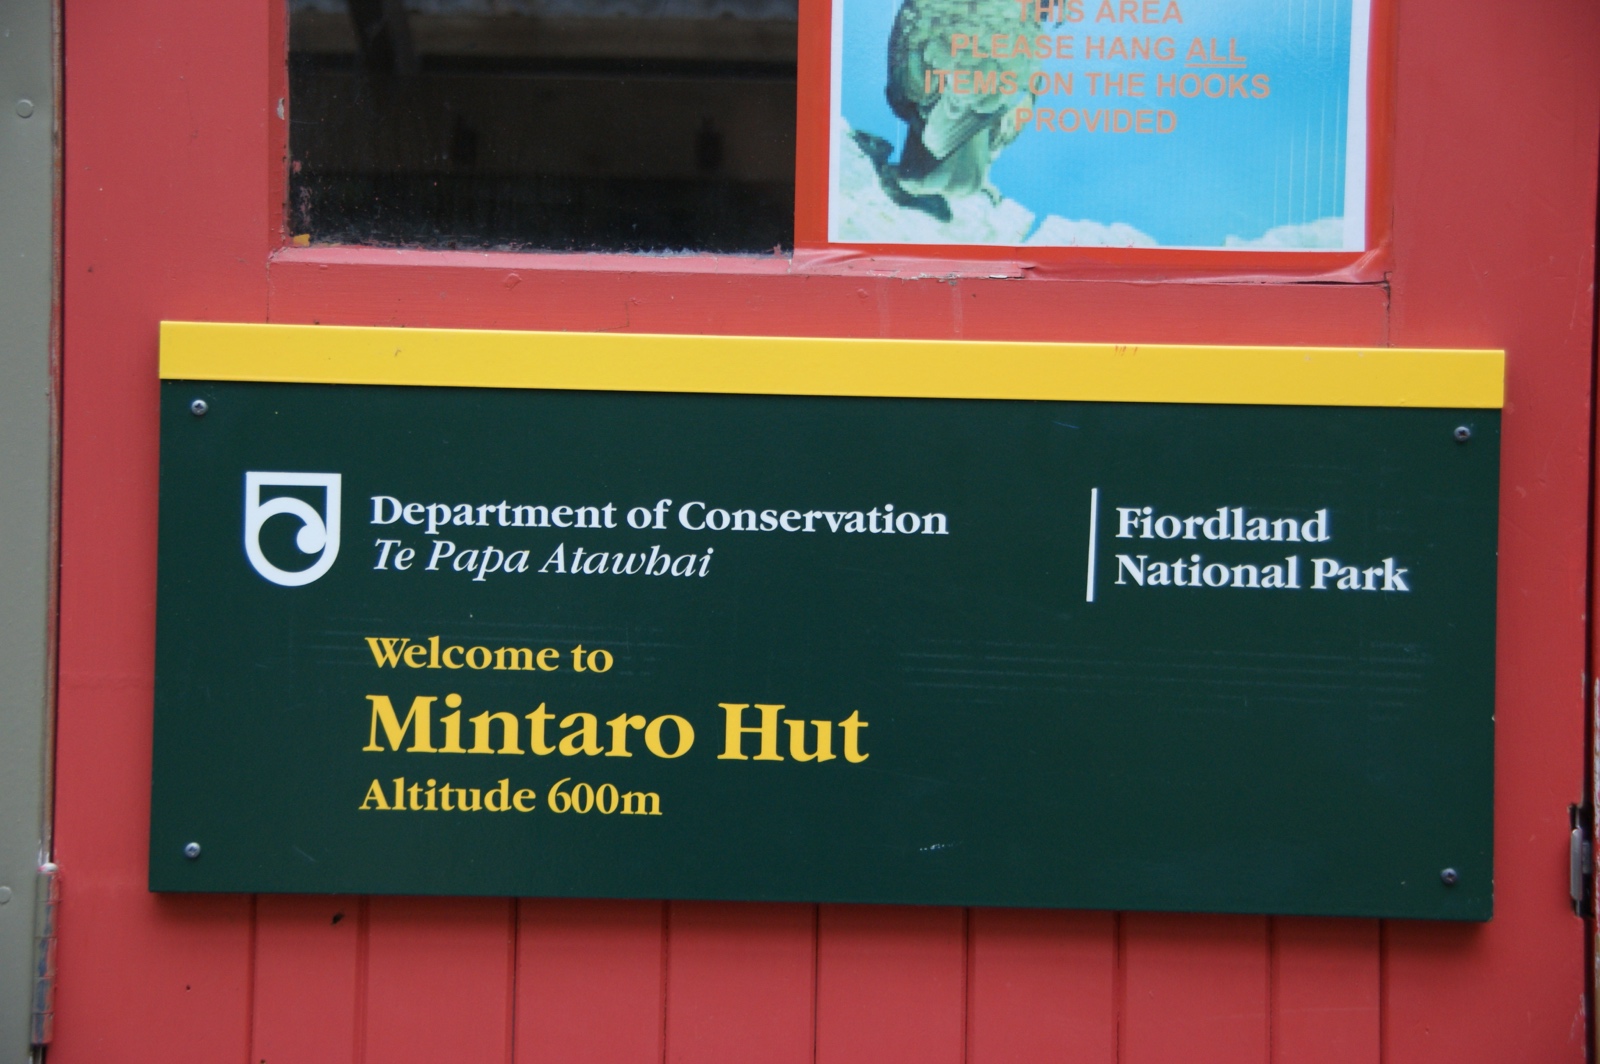 THIS AREA
PLEASE HANG ALL
ITEMS ON THE HOOKS
PROVIDED
Department of Conservation
Te Papa Atawhai
Fiordland
National Park
Welcome to
Mintaro Hut
Altitude 600m